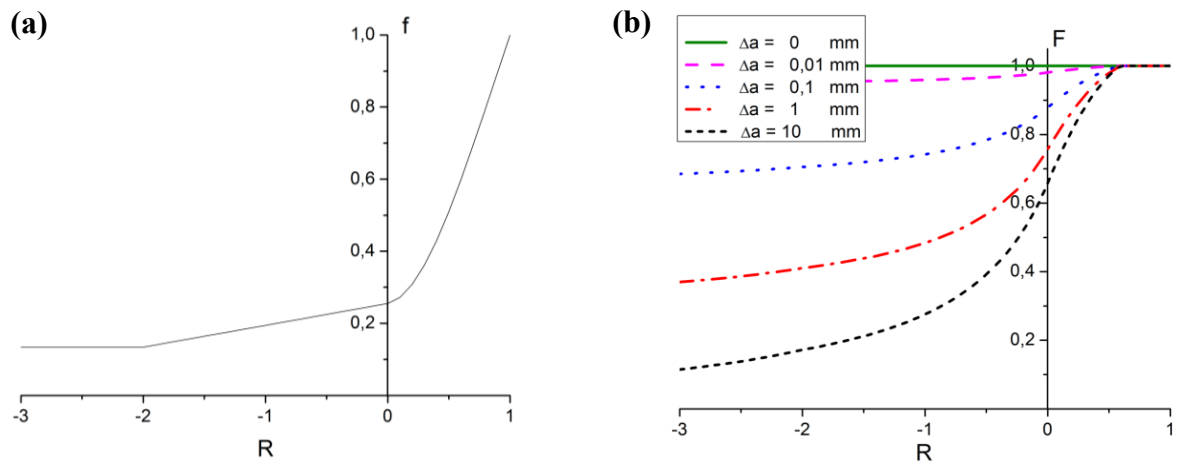 (a)
f
1,0
0,8
0,6
0,4
0,2
-3 -2 -1 0 1
R
(b)
F
Δa = 0 mm
Δa = 0,01 mm
Δa = 0,1 mm
Δa = 1 mm
Δa = 10 mm
1,0
0,8
0,6
0,4
0,2
-3 -2 -1 0 1
R